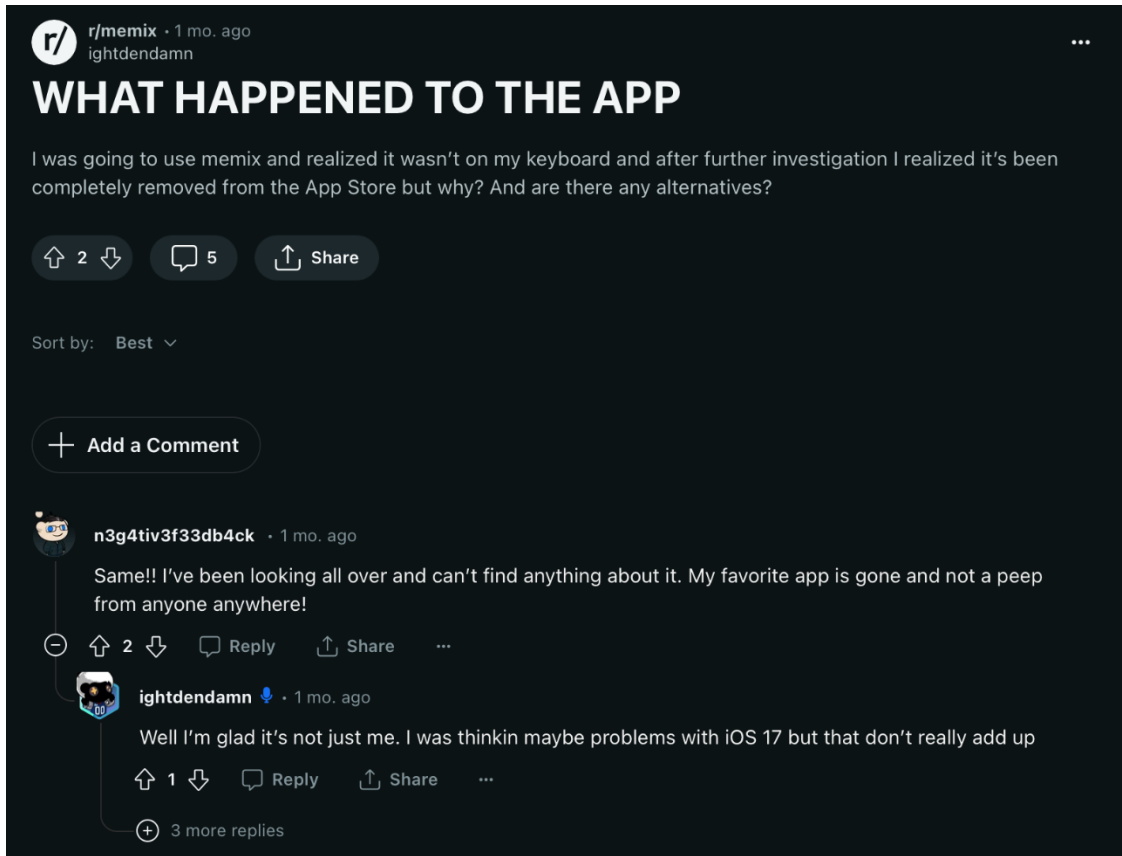 r/memix • 1 mo. ago
ightdendamn
WHAT HAPPENED TO THE APP
I was going to use memix and realized it wasn’t on my keyboard and after further investigation I realized it’s been
completely removed from the App Store but why? And are there any alternatives?
2
5
Share
Sort by: Best
Add a Comment
n3g4tiv3f33db4ck • 1 mo. ago
Same!! I’ve been looking all over and can’t find anything about it. My favorite app is gone and not a peep
from anyone anywhere!
2 Reply Share
ightdendamn • 1 mo. ago
Well I’m glad it’s not just me. I was thinkin maybe problems with iOS 17 but that don’t really add up
1 Reply Share
3 more replies